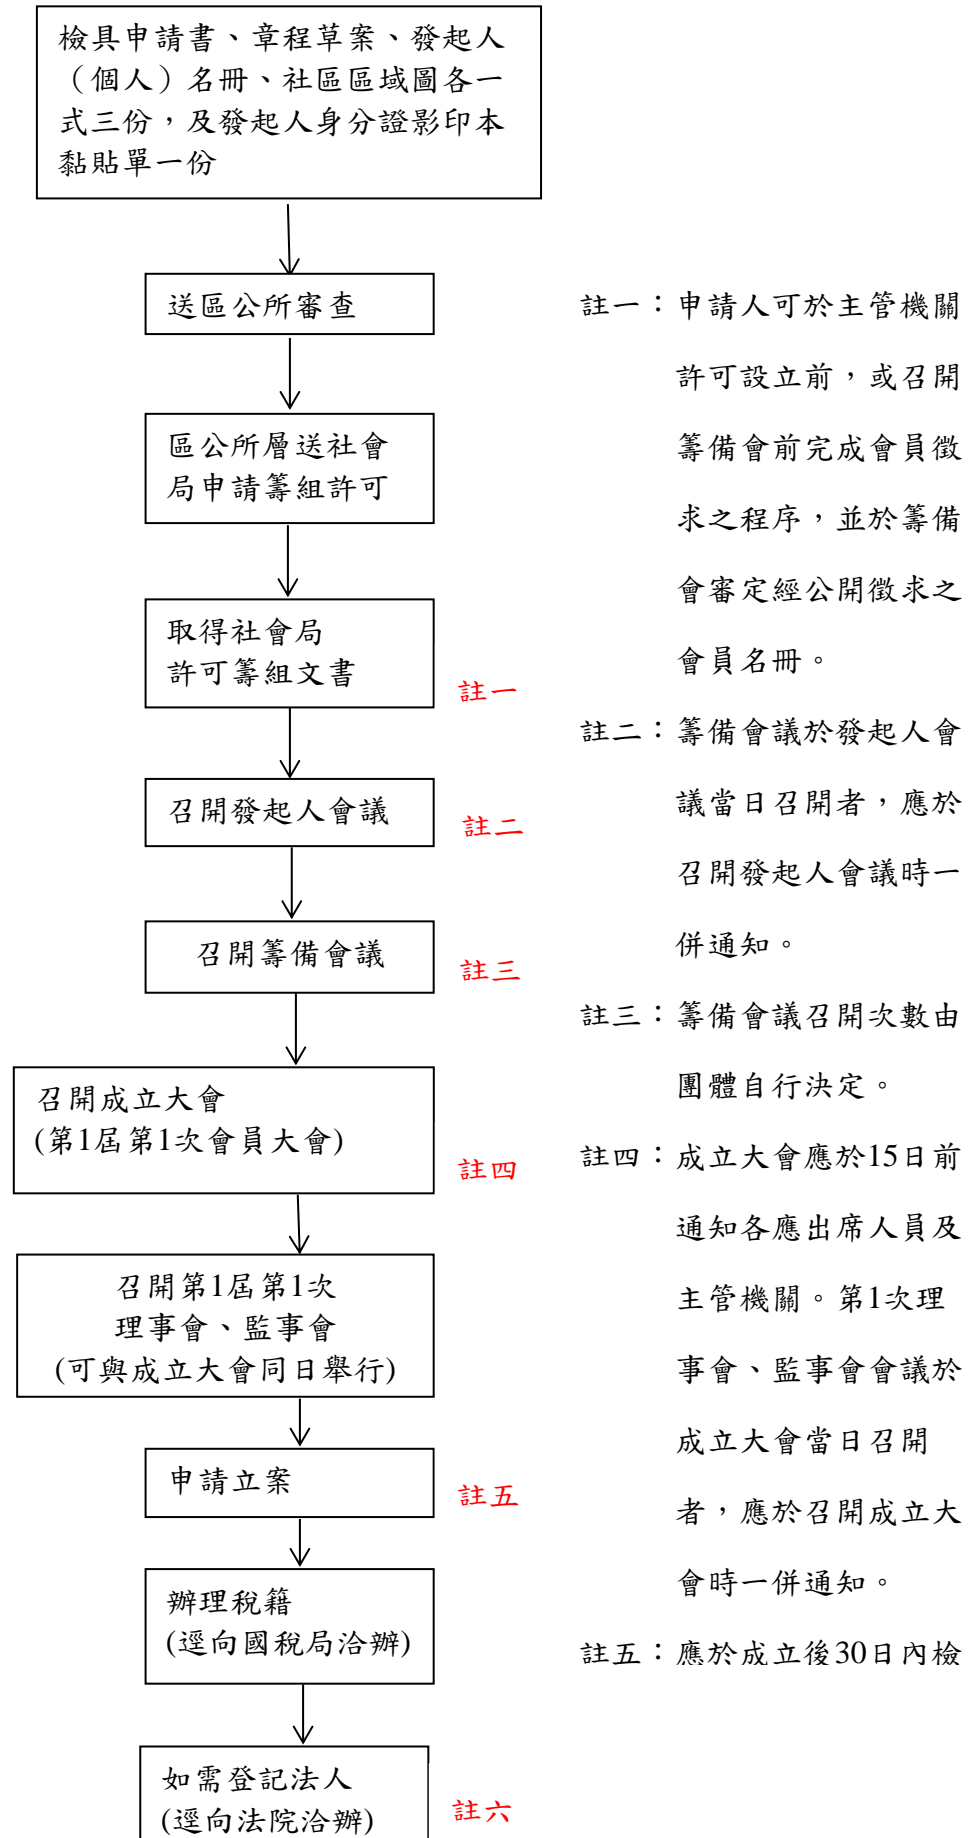 檢具申請書、章程草案、發起人
（個人）名冊、社區區域圖各一
式三份，及發起人身分證影印本
黏貼單一份
送區公所審查
區公所層送社會
局申請籌組許可
取得社會局
許可籌組文書
註一
召開發起人會議
註二
召開籌備會議
註三
召開成立大會
(第1屆第1次會員大會)
註四
召開第1屆第1次
理事會、監事會
(可與成立大會同日舉行)
申請立案
註五
辦理稅籍
(逕向國稅局洽辦)
如需登記法人
(逕向法院洽辦)
註六
註一：申請人可於主管機關
許可設立前，或召開
籌備會前完成會員徵
求之程序，並於籌備
會審定經公開徵求之
會員名冊。
註二：籌備會議於發起人會
議當日召開者，應於
召開發起人會議時一
併通知。
註三：籌備會議召開次數由
團體自行決定。
註四：成立大會應於15日前
通知各應出席人員及
主管機關。第1次理
事會、監事會會議於
成立大會當日召開
者，應於召開成立大
會時一併通知。
註五：應於成立後30日內檢